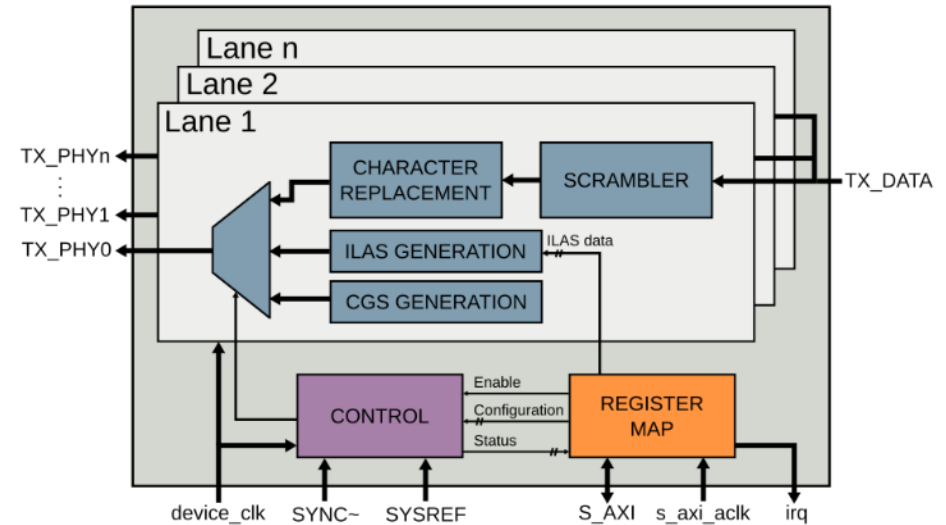 Lane n
Lane 2
Lane 1
TX_PHYn
TX_PHY1
TX_PHY0
CHARACTER
REPLACEMENT
SCRAMBLER
TX_DATA
ILAS GENERATION
ILAS data
CGS GENERATION
CONTROL
Enable
Configuration
Status
REGISTER
MAP
device_clk
SYNC~
SYSREF
S_AXI
s_axi_aclk
irq